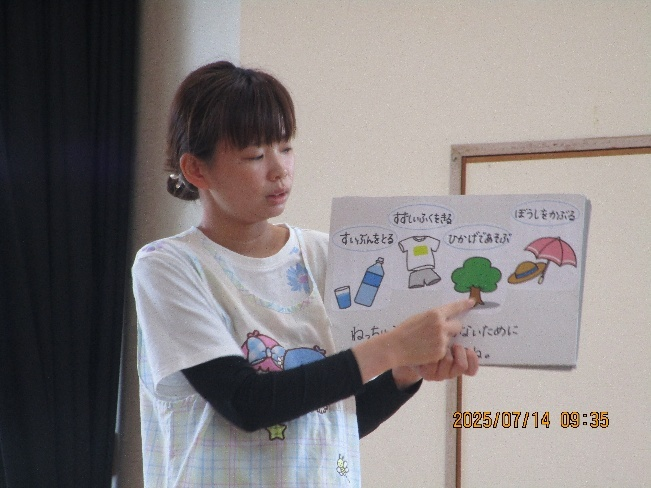 すいぶんをとる
すずしいふくをきる
ひかげであそぶ
ぼうしをかぶる
ねっちゅう ないために
ね。
2025/07/14 09:35